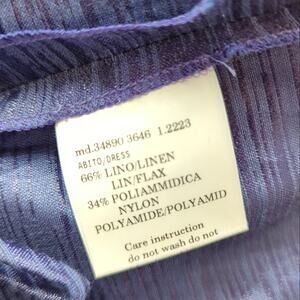 md.34890 3646 1.2223
ABITO/DRESS
66% LINO/LINEN
LIN/FLAX
34% POLIAMMIDICA
NYLON
POLYAMIDE/POLYAMID
Care instruction
do not wash do not